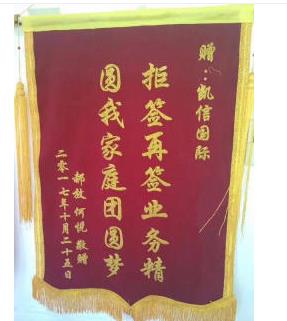 赠：凯信国际
拒签再签业务精
圆我家庭团圆梦
郝放 何悦 敬赠
二零一七年十月二十五日